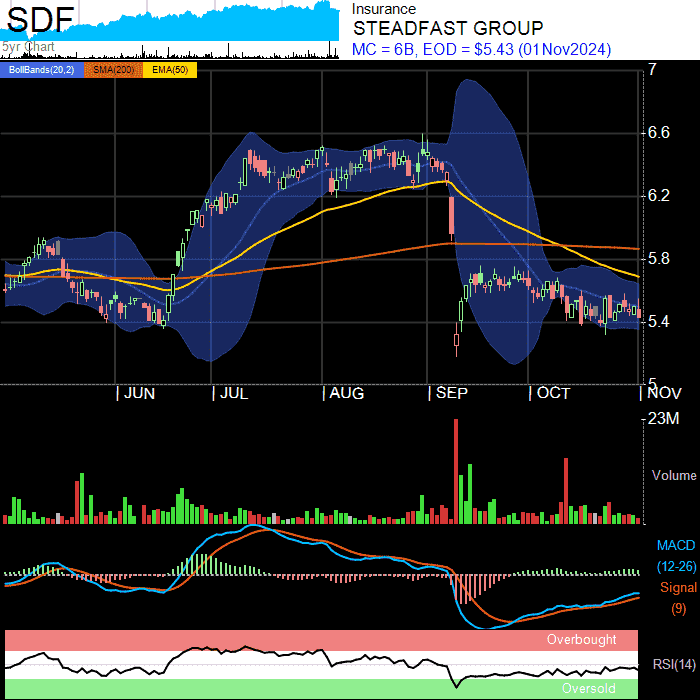 SDF
5yr Chart
Insurance
STEADFAST GROUP
MC = 6B, EOD = $5.43 (01Nov2024)
BollBands(20,2) SMA(200) EMA(50)
7
6.6
6.2
5.8
5.4
5
JUN JUL AUG SEP OCT NOV
23M
Volume
MACD
(12-26)
Signal
(9)
Overbought
RSI(14)
Oversold